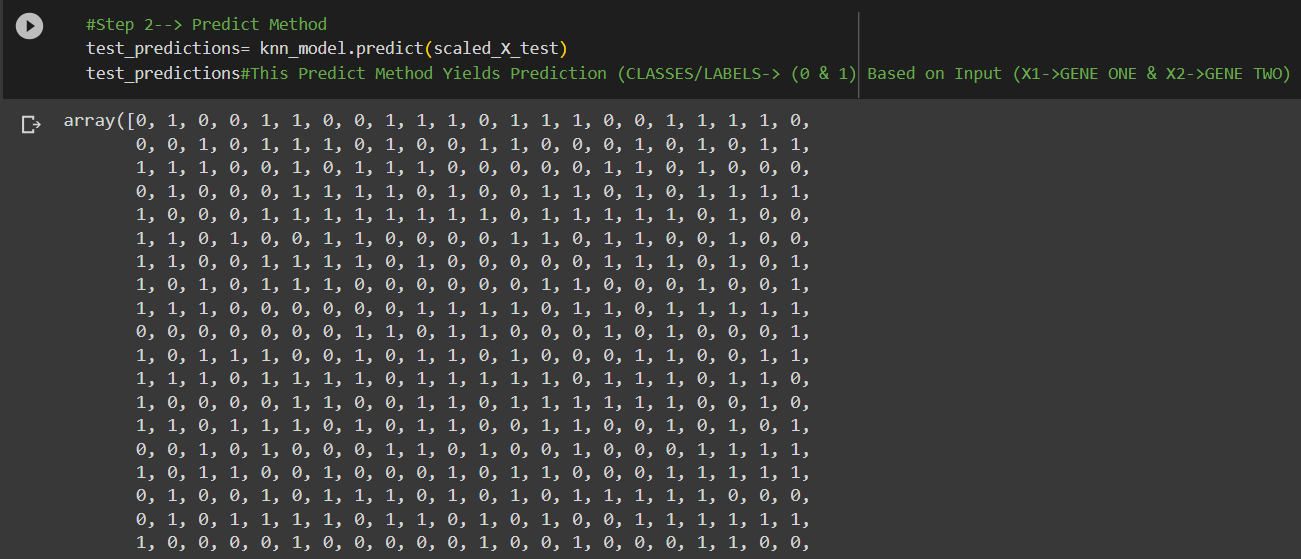 #Step 2--> Predict Method
test_predictions= knn_model.predict(scaled_X_test)
test_predictions#This Predict Method Yields Prediction (CLASSES/LABELS-> (0 & 1) Based on Input (X1->GENE ONE & X2->GENE TWO)
array([0, 1, 0, 0, 1, 1, 0, 0, 1, 1, 1, 0, 1, 1, 1, 0, 0, 1, 1, 1, 1, 0,
0, 0, 1, 0, 1, 1, 1, 0, 1, 0, 0, 1, 1, 0, 0, 0, 1, 0, 1, 0, 1, 1,
1, 1, 1, 0, 0, 1, 0, 1, 1, 1, 0, 0, 0, 0, 0, 1, 1, 0, 1, 0, 0, 0,
0, 1, 0, 0, 0, 1, 1, 1, 1, 0, 1, 0, 0, 1, 1, 0, 1, 0, 1, 1, 1, 1,
1, 0, 0, 0, 1, 1, 1, 1, 1, 1, 1, 1, 0, 1, 1, 1, 1, 1, 0, 1, 0, 0,
1, 1, 0, 1, 0, 0, 1, 1, 0, 0, 0, 0, 1, 1, 0, 1, 1, 0, 0, 1, 0, 0,
1, 1, 0, 0, 1, 1, 1, 1, 0, 1, 0, 0, 0, 0, 0, 1, 1, 1, 0, 1, 0, 1,
1, 0, 1, 0, 1, 1, 1, 0, 0, 0, 0, 0, 0, 1, 1, 0, 0, 0, 1, 0, 0, 1,
1, 1, 1, 0, 0, 0, 0, 0, 0, 1, 1, 1, 1, 0, 1, 1, 0, 1, 1, 1, 1, 1,
0, 0, 0, 0, 0, 0, 0, 1, 1, 0, 1, 1, 0, 0, 0, 1, 0, 1, 0, 0, 0, 1,
1, 0, 1, 1, 1, 0, 0, 1, 0, 1, 1, 0, 1, 0, 0, 0, 1, 1, 0, 0, 1, 1,
1, 1, 1, 0, 1, 1, 1, 1, 0, 1, 1, 1, 1, 1, 0, 1, 1, 1, 0, 1, 1, 0,
1, 0, 0, 0, 0, 1, 1, 0, 0, 1, 1, 0, 1, 1, 1, 1, 1, 1, 0, 0, 1, 0,
1, 1, 0, 1, 1, 1, 0, 1, 0, 1, 1, 0, 0, 1, 1, 0, 0, 1, 0, 1, 0, 1,
0, 0, 1, 0, 1, 0, 0, 0, 1, 1, 0, 1, 0, 0, 1, 0, 0, 0, 1, 1, 1, 1,
1, 0, 1, 1, 0, 0, 1, 0, 0, 0, 1, 0, 1, 1, 0, 0, 0, 1, 1, 1, 1, 1,
0, 1, 0, 0, 1, 0, 1, 1, 1, 0, 1, 0, 1, 0, 1, 1, 1, 1, 1, 0, 0, 0,
0, 1, 0, 1, 1, 1, 1, 0, 1, 1, 0, 1, 0, 1, 0, 0, 1, 1, 1, 1, 1, 1,
1, 0, 0, 0, 0, 1, 0, 0, 0, 0, 0, 1, 0, 0, 1, 0, 0, 0, 1, 1, 0, 0,